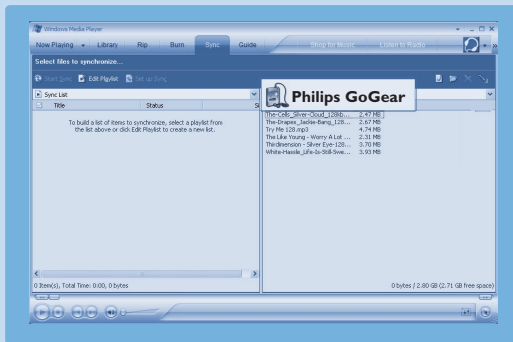 Windows Media Player
Now Playing Library Rip Burn Sync Guide Shop for Music Listen to Radio
Select files to synchronize...
Start Sync Edit Playlist Set up Sync
Sync List
Philips GoGear
Title Status Si
To build a list of items to synchronize, select a playlist from
the list above or click Edit Playlist to create a new list.
The-Cells_Silver-Cloud_128kb... 2.47 MB
The-Drapes_Jackie-Bang_128... 2.67 MB
Try Me 128.mp3 4.74 MB
The Like Young - Worry A Lot ... 2.31 MB
Thirdimension - Silver Eye-128... 3.70 MB
White-Hassle_Life-Is-Still-Swe... 3.93 MB
0 Item(s), Total Time: 0:00, 0 bytes
0 bytes / 2.80 GB (2.71 GB free space)